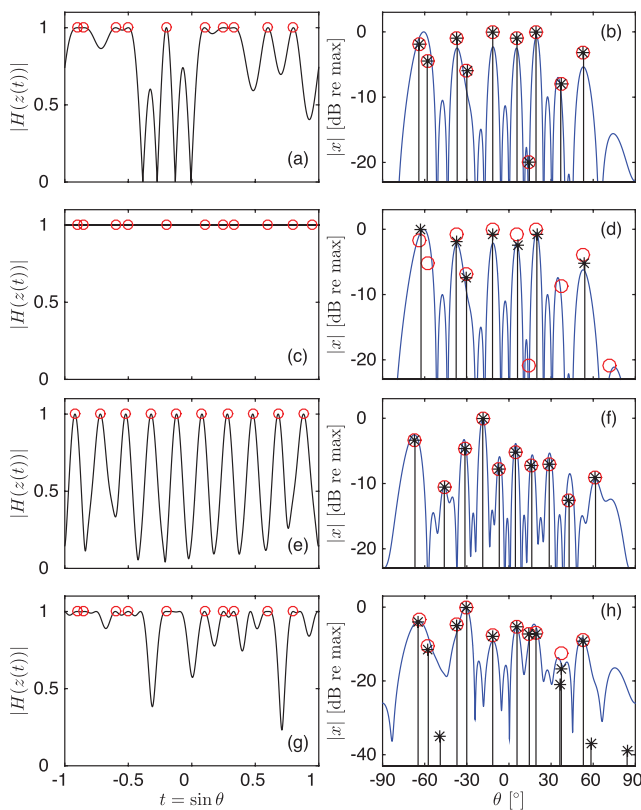 1
0.5
0
|H(z(t))|
(a)
0
-10
-20
|x| [dB re max]
(b)
1
0.5
0
|H(z(t))|
(c)
0
-10
-20
|x| [dB re max]
(d)
1
0.5
0
|H(z(t))|
(e)
0
-10
-20
|x| [dB re max]
(f)
1
0.5
0
|H(z(t))|
(g)
-1
-0.5
0
0.5
1
t = sin θ
0
-20
-40
|x| [dB re max]
(h)
-90
-60
-30
0
30
60
90
θ [°]